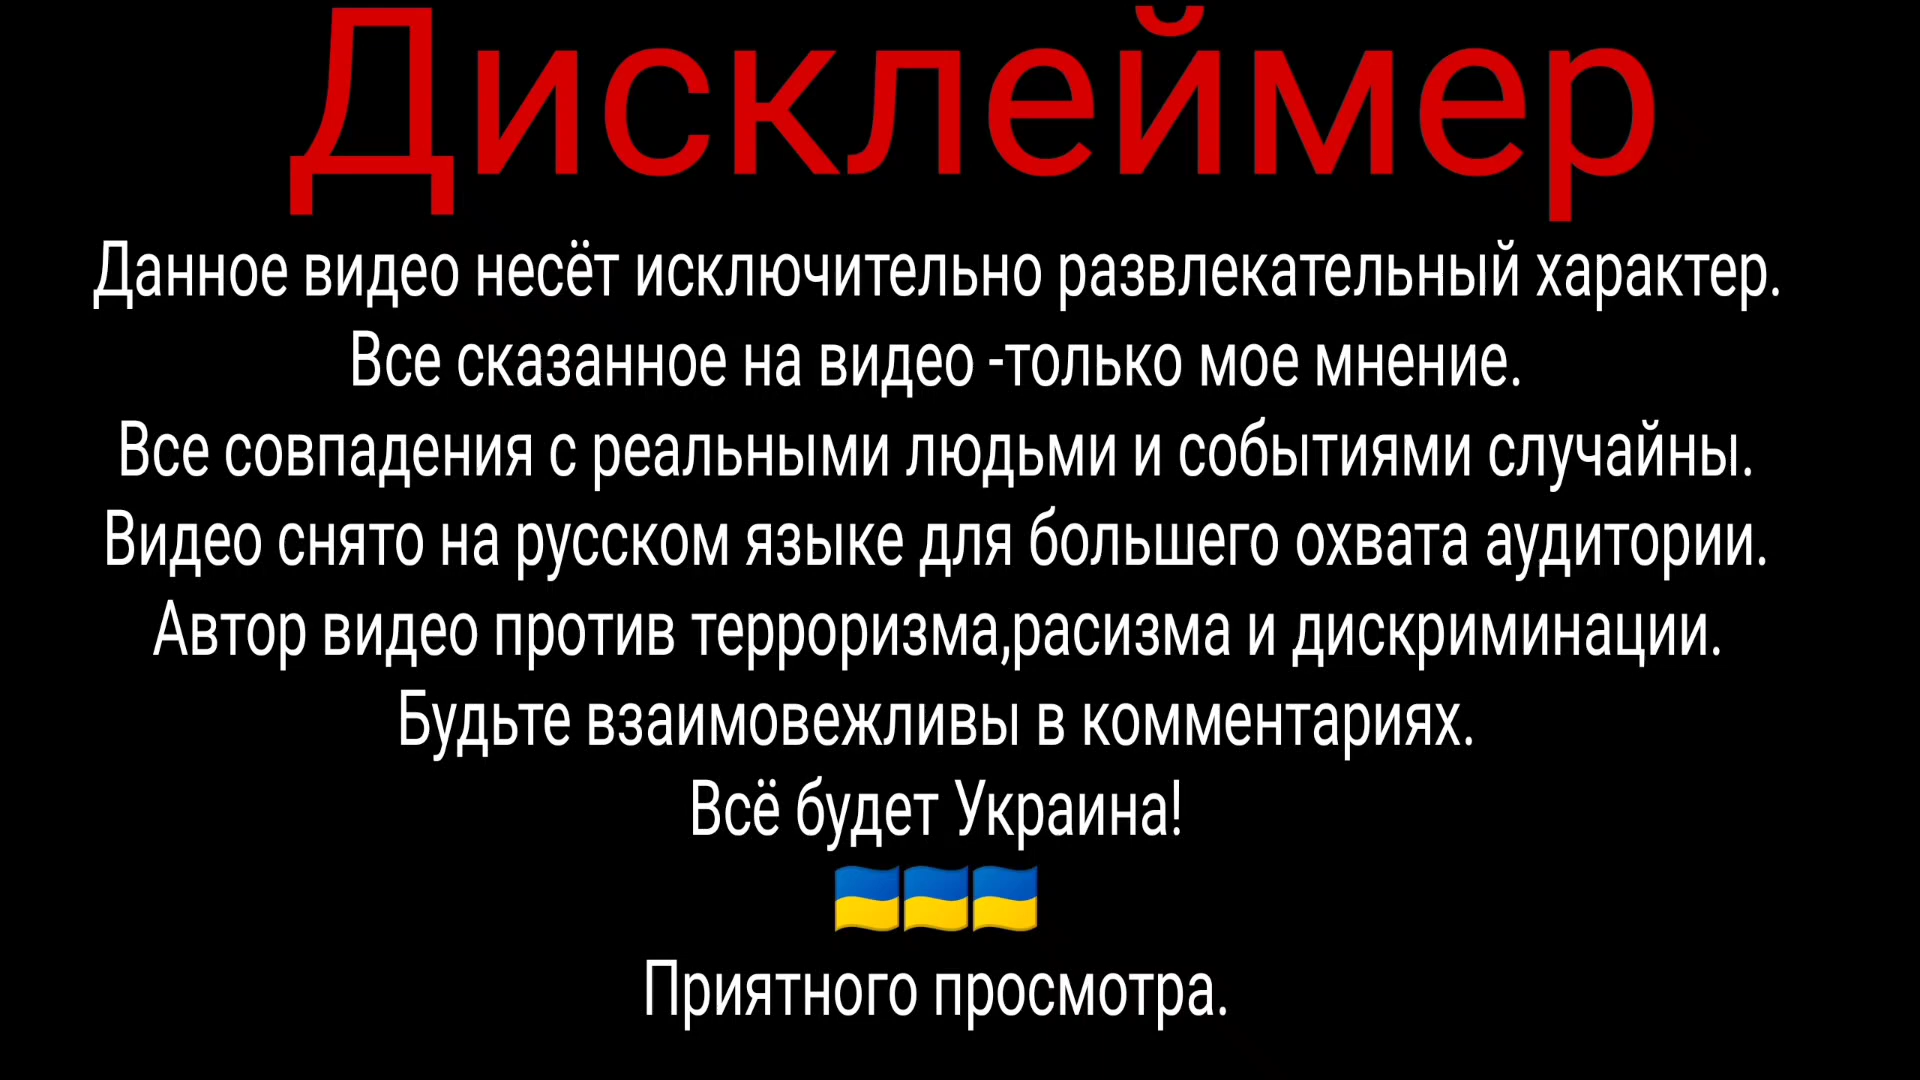 Дисклеймер
Данное видео несёт исключительно развлекательный характер.
Все сказанное на видео -только мое мнение.
Все совпадения с реальными людьми и событиями случайны.
Видео снято на русском языке для большего охвата аудитории.
Автор видео против терроризма,расизма и дискриминации.
Будьте взаимовежливы в комментариях.
Всё будет Украина!
🇺🇦🇺🇦🇺🇦
Приятного просмотра.